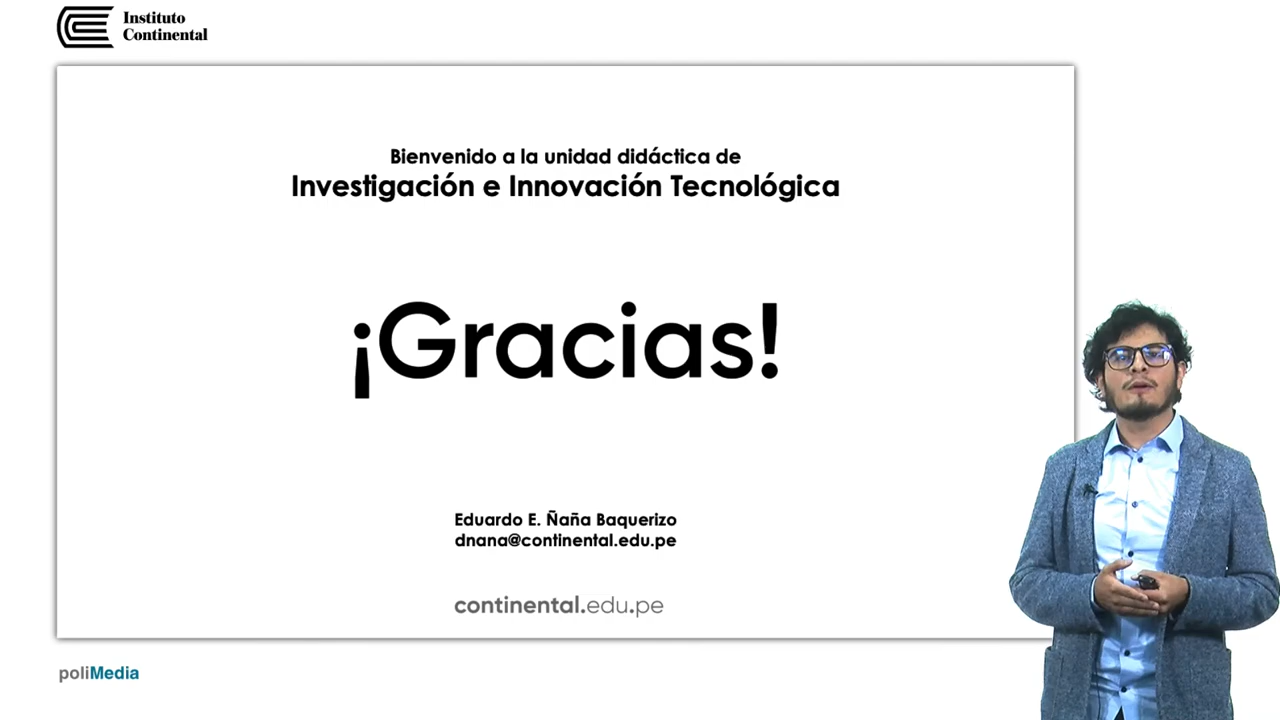 Instituto
Continental
Bienvenido a la unidad didáctica de
Investigación e Innovación Tecnológica
¡Gracias!
Eduardo E. Ñaña Baquerizo
dnana@continental.edu.pe
continental.edu.pe
poliMedia